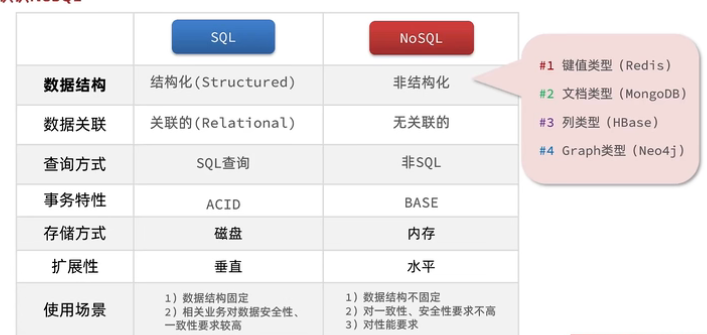 SQL
NoSQL
数据结构
结构化(Structured)
非结构化
#1 键值类型（Redis）
#2 文档类型（MongoDB）
#3 列类型（HBase）
#4 Graph类型（Neo4j）
数据关联
关联的(Relational)
无关联的
查询方式
SQL查询
非SQL
事务特性
ACID
BASE
存储方式
磁盘
内存
扩展性
垂直
水平
使用场景
1）数据结构固定
2）相关业务对数据安全性、
一致性要求较高
1）数据结构不固定
2）对一致性、安全性要求不高
3）对性能要求